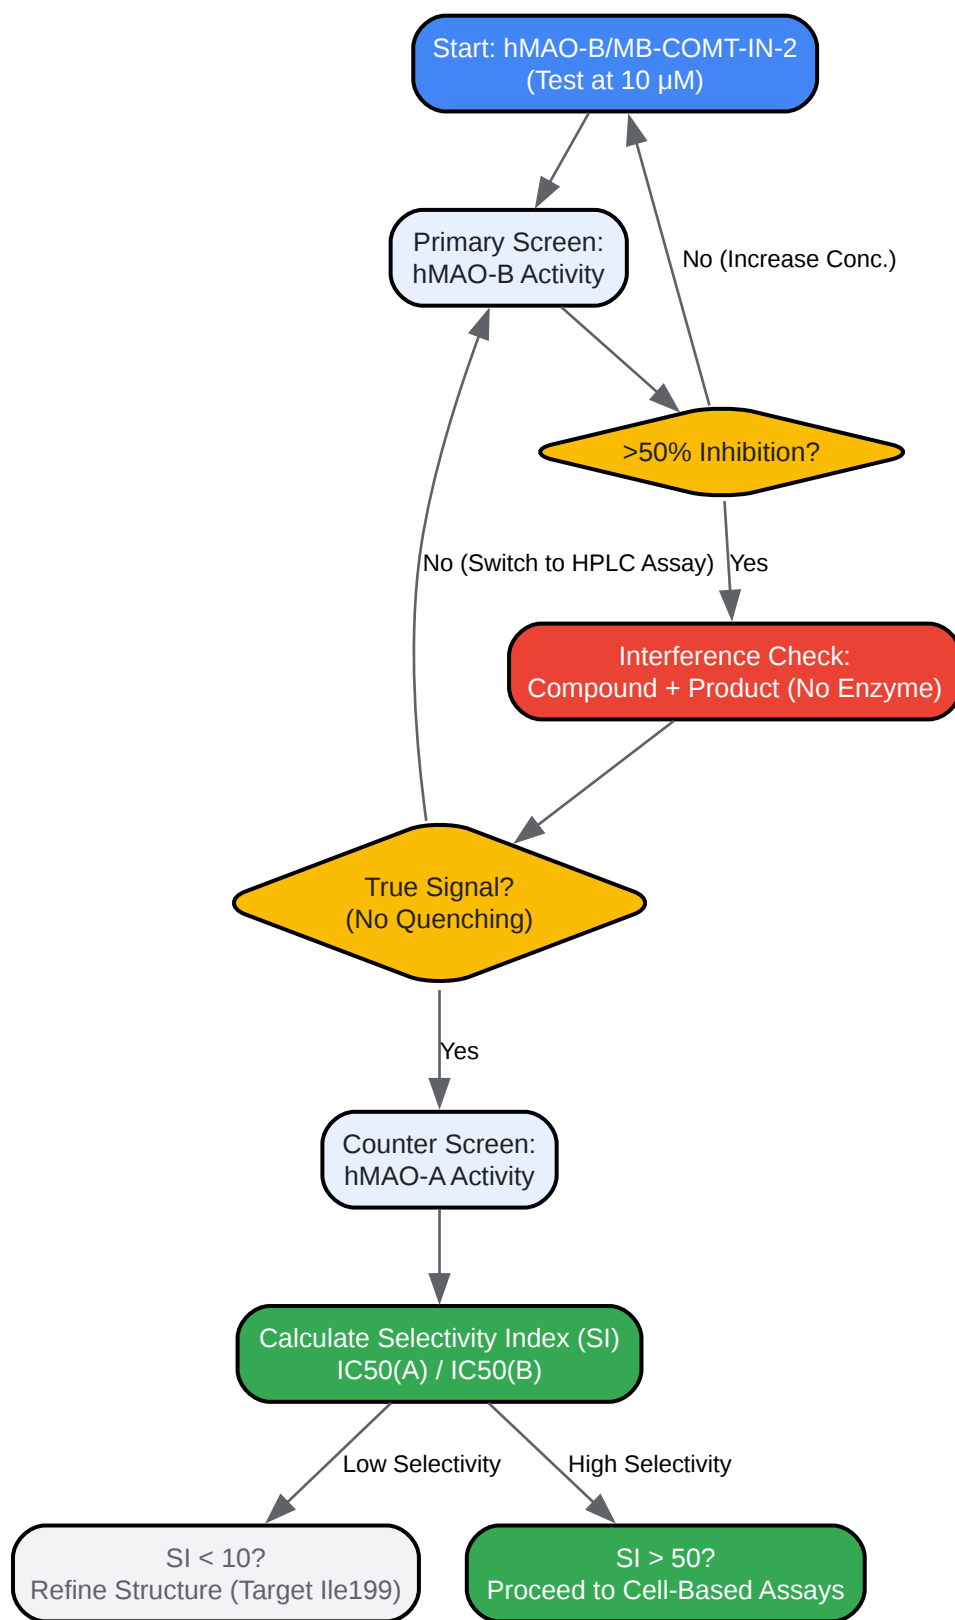 Start: hMAO-B/MB-COMT-IN-2
(Test at 10 μM)
Primary Screen:
hMAO-B Activity
No (Increase Conc.)
>50% Inhibition?
No (Switch to HPLC Assay)
Yes
Interference Check:
Compound + Product (No Enzyme)
True Signal?
(No Quenching)
Yes
Counter Screen:
hMAO-A Activity
Calculate Selectivity Index (SI)
IC50(A) / IC50(B)
Low Selectivity
High Selectivity
SI < 10?
Refine Structure (Target Ile199)
SI > 50?
Proceed to Cell-Based Assays